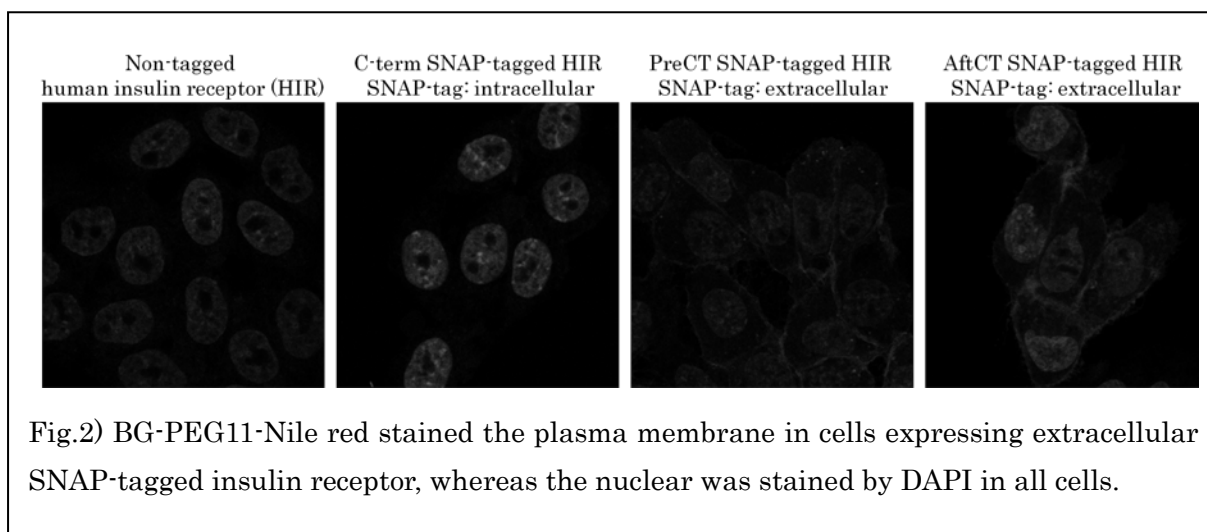 Non-tagged
human insulin receptor (HIR)
C-term SNAP-tagged HIR
SNAP-tag: intracellular
PreCT SNAP-tagged HIR
SNAP-tag: extracellular
AftCT SNAP-tagged HIR
SNAP-tag: extracellular
Fig.2) BG-PEG11-Nile red stained the plasma membrane in cells expressing extracellular
SNAP-tagged insulin receptor, whereas the nuclear was stained by DAPI in all cells.